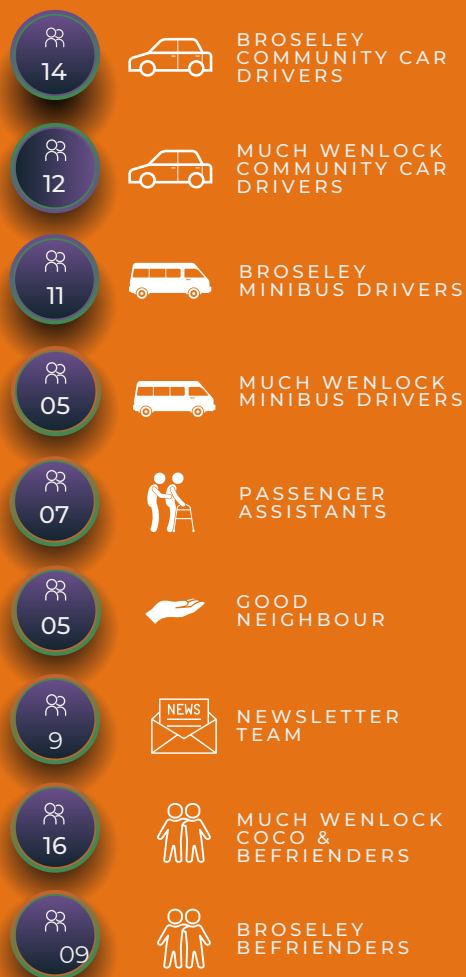 14
BROSELEY
COMMUNITY CAR
DRIVERS
12
MUCH WENLOCK
COMMUNITY CAR
DRIVERS
11
BROSELEY
MINIBUS DRIVERS
05
MUCH WENLOCK
MINIBUS DRIVERS
07
PASSENGER
ASSISTANTS
05
GOOD
NEIGHBOUR
9
NEWS
NEWSLETTER
TEAM
16
MUCH WENLOCK
COCO &
BEFRIENDERS
09
BROSELEY
BEFRIENDERS